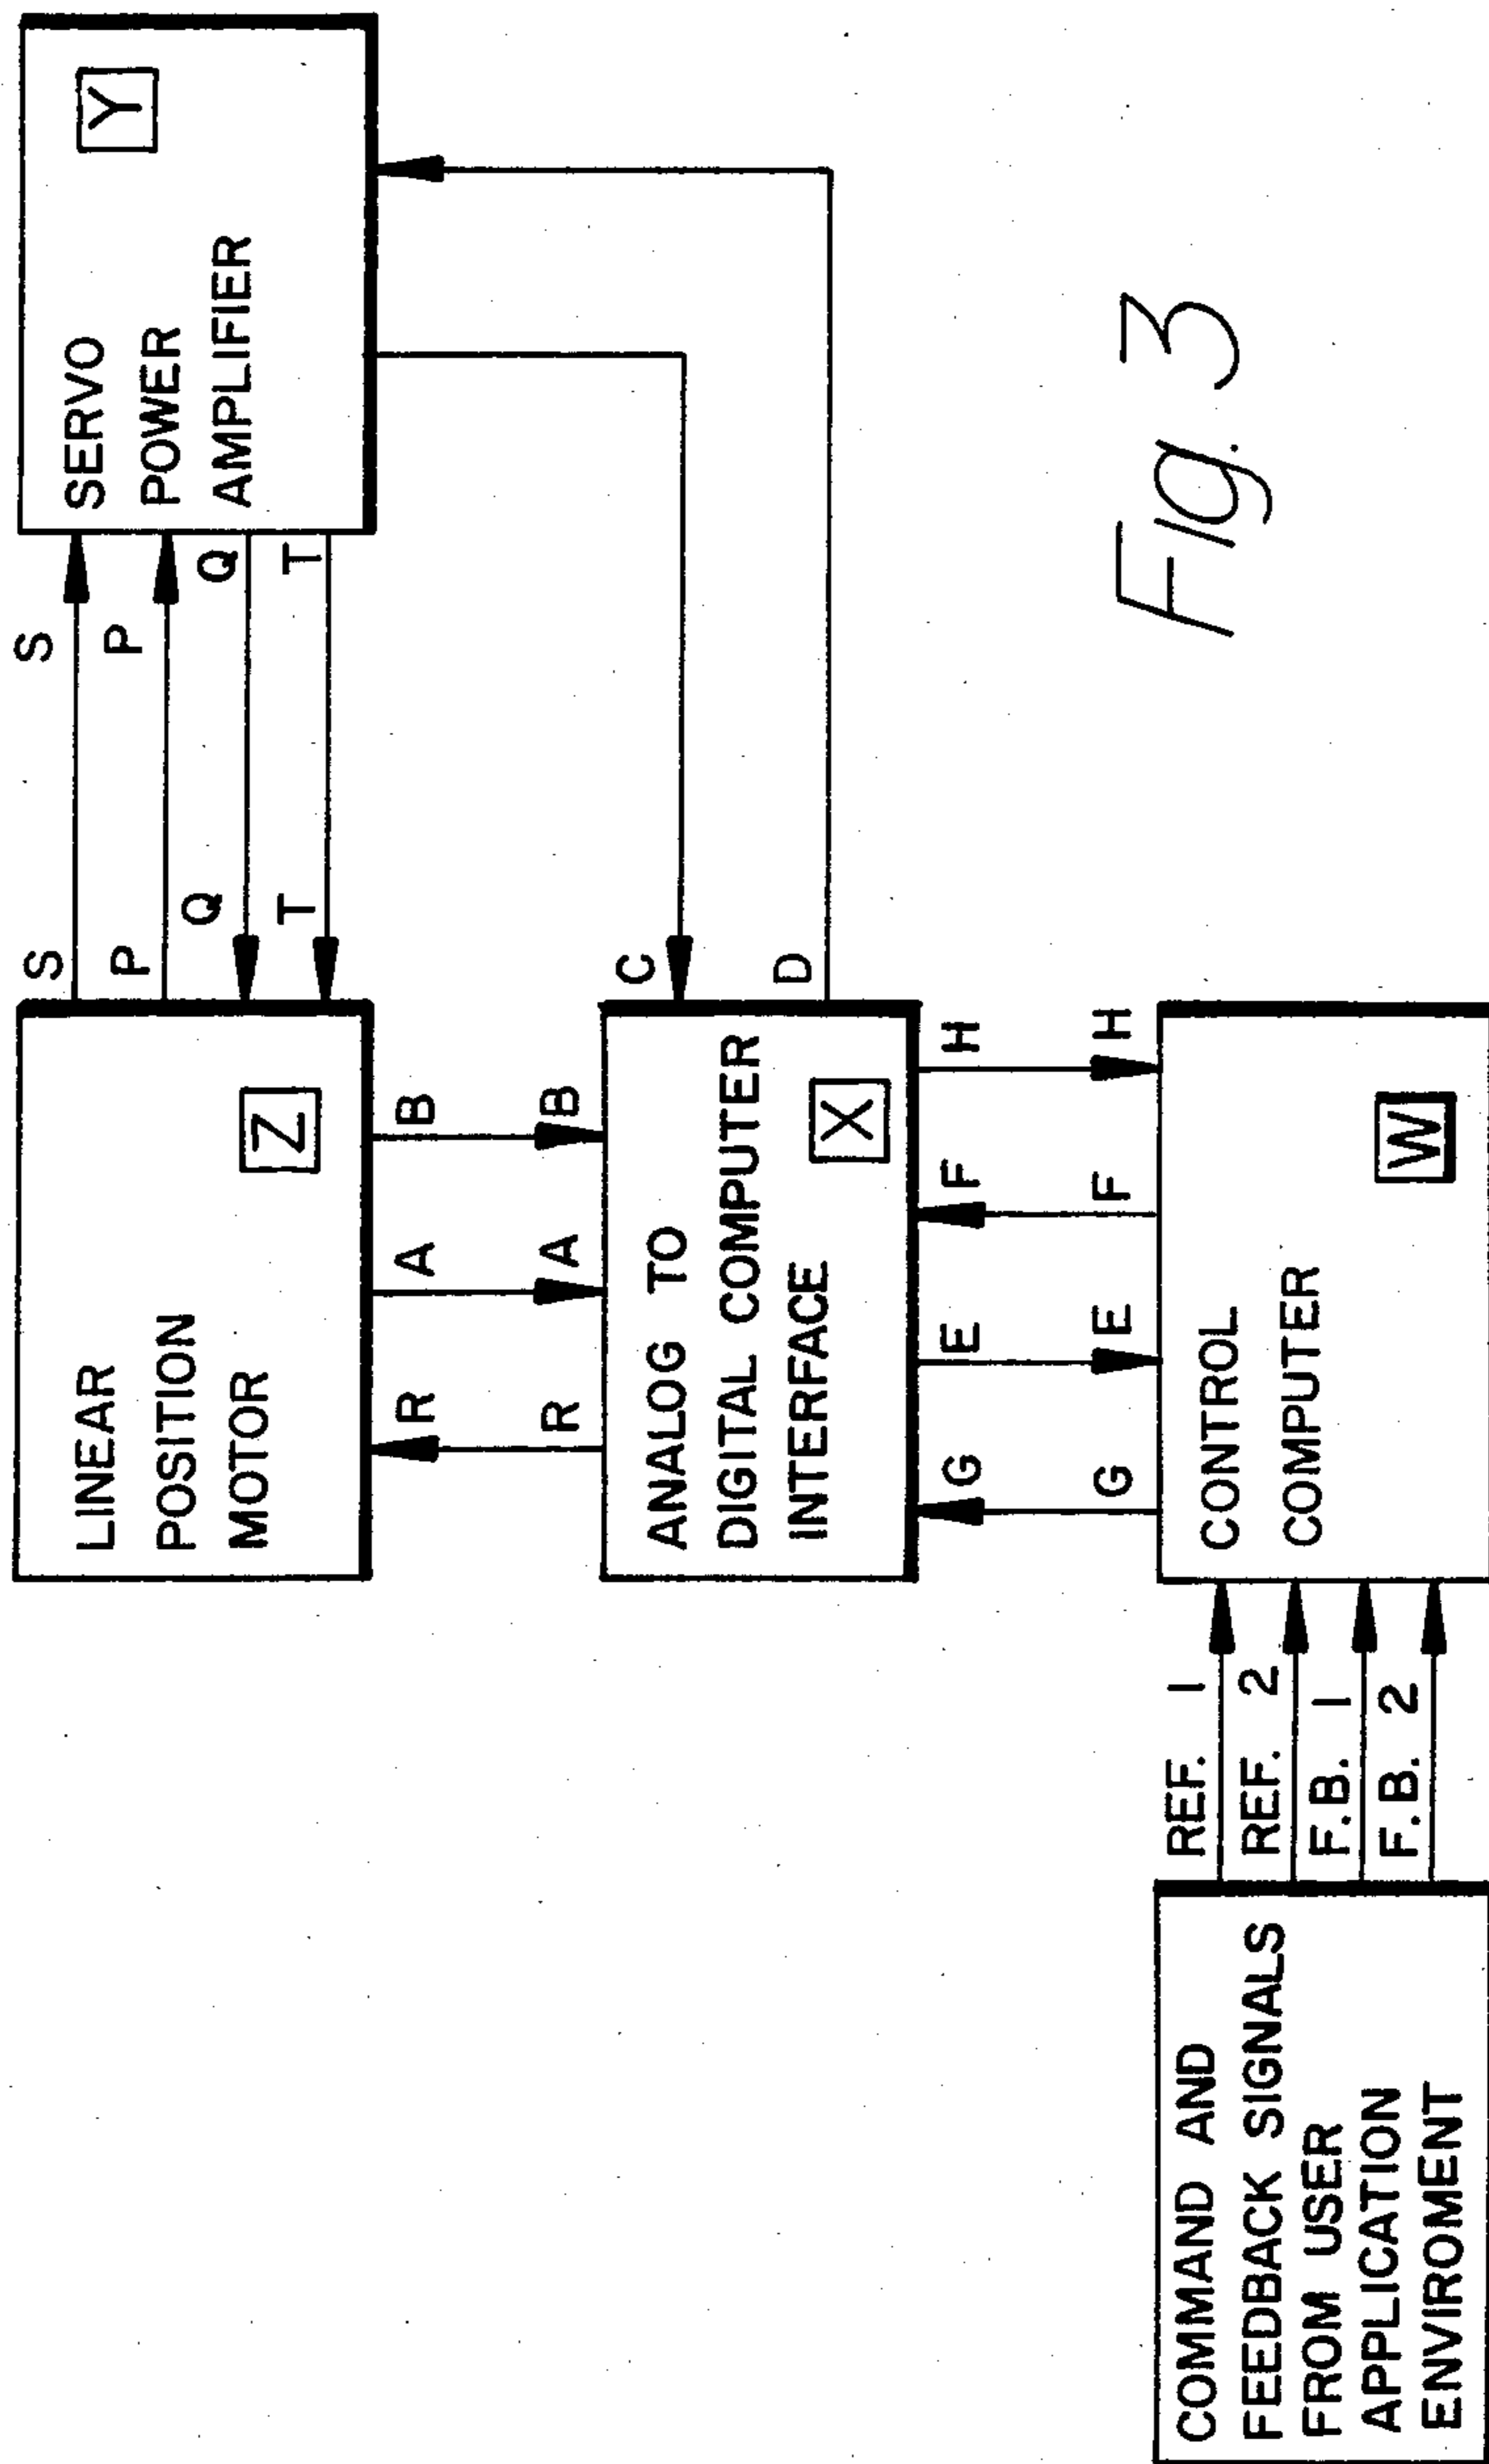 LINEAR
POSITION
MOTOR
Z
S
S
P
P
Q
Q
T
T
SERVO
POWER
AMPLIFIER
Y
R
A
B
R
A
B
C
D
ANALOG TO
DIGITAL COMPUTER
INTERFACE
X
G
E
F
H
G
E
F
H
COMMAND AND
FEEDBACK SIGNALS
FROM USER
APPLICATION
ENVIROMENT
REF. 1
REF. 2
F.B. 1
F.B. 2
CONTROL
COMPUTER
W
Fig. 3